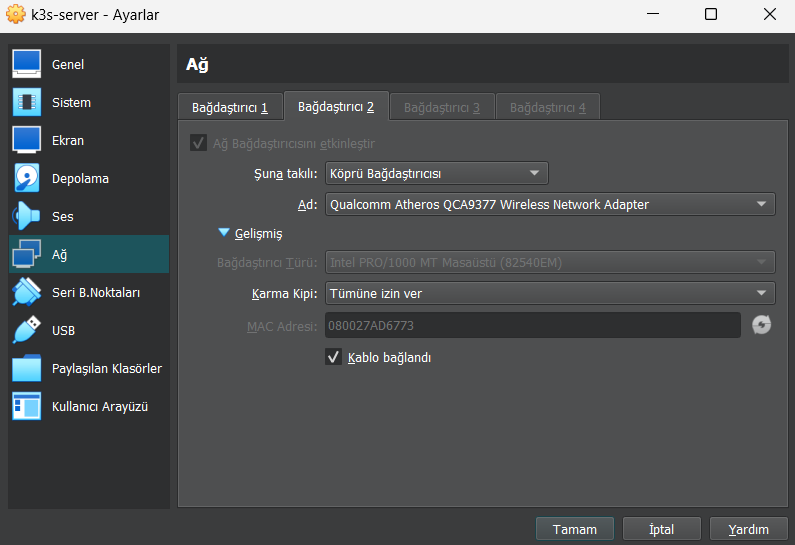 k3s-server - Ayarlar
Genel
Sistem
Ekran
Depolama
Ses
Ağ
Seri B.Noktaları
USB
Paylaşılan Klasörler
Kullanıcı Arayüzü
Ağ
Bağdaştırıcı 1
Bağdaştırıcı 2
Bağdaştırıcı 3
Bağdaştırıcı 4
Ağ Bağdaştırıcısını etkinleştir
Şuna takılı: Köprü Bağdaştırıcısı
Ad: Qualcomm Atheros QCA9377 Wireless Network Adapter
Gelişmiş
Bağdaştırıcı Türü: Intel PRO/1000 MT Masaüstü (82540EM)
Karma Kipi: Tümüne izin ver
MAC Adresi: 080027AD6773
Kablo bağlandı
Tamam
İptal
Yardım